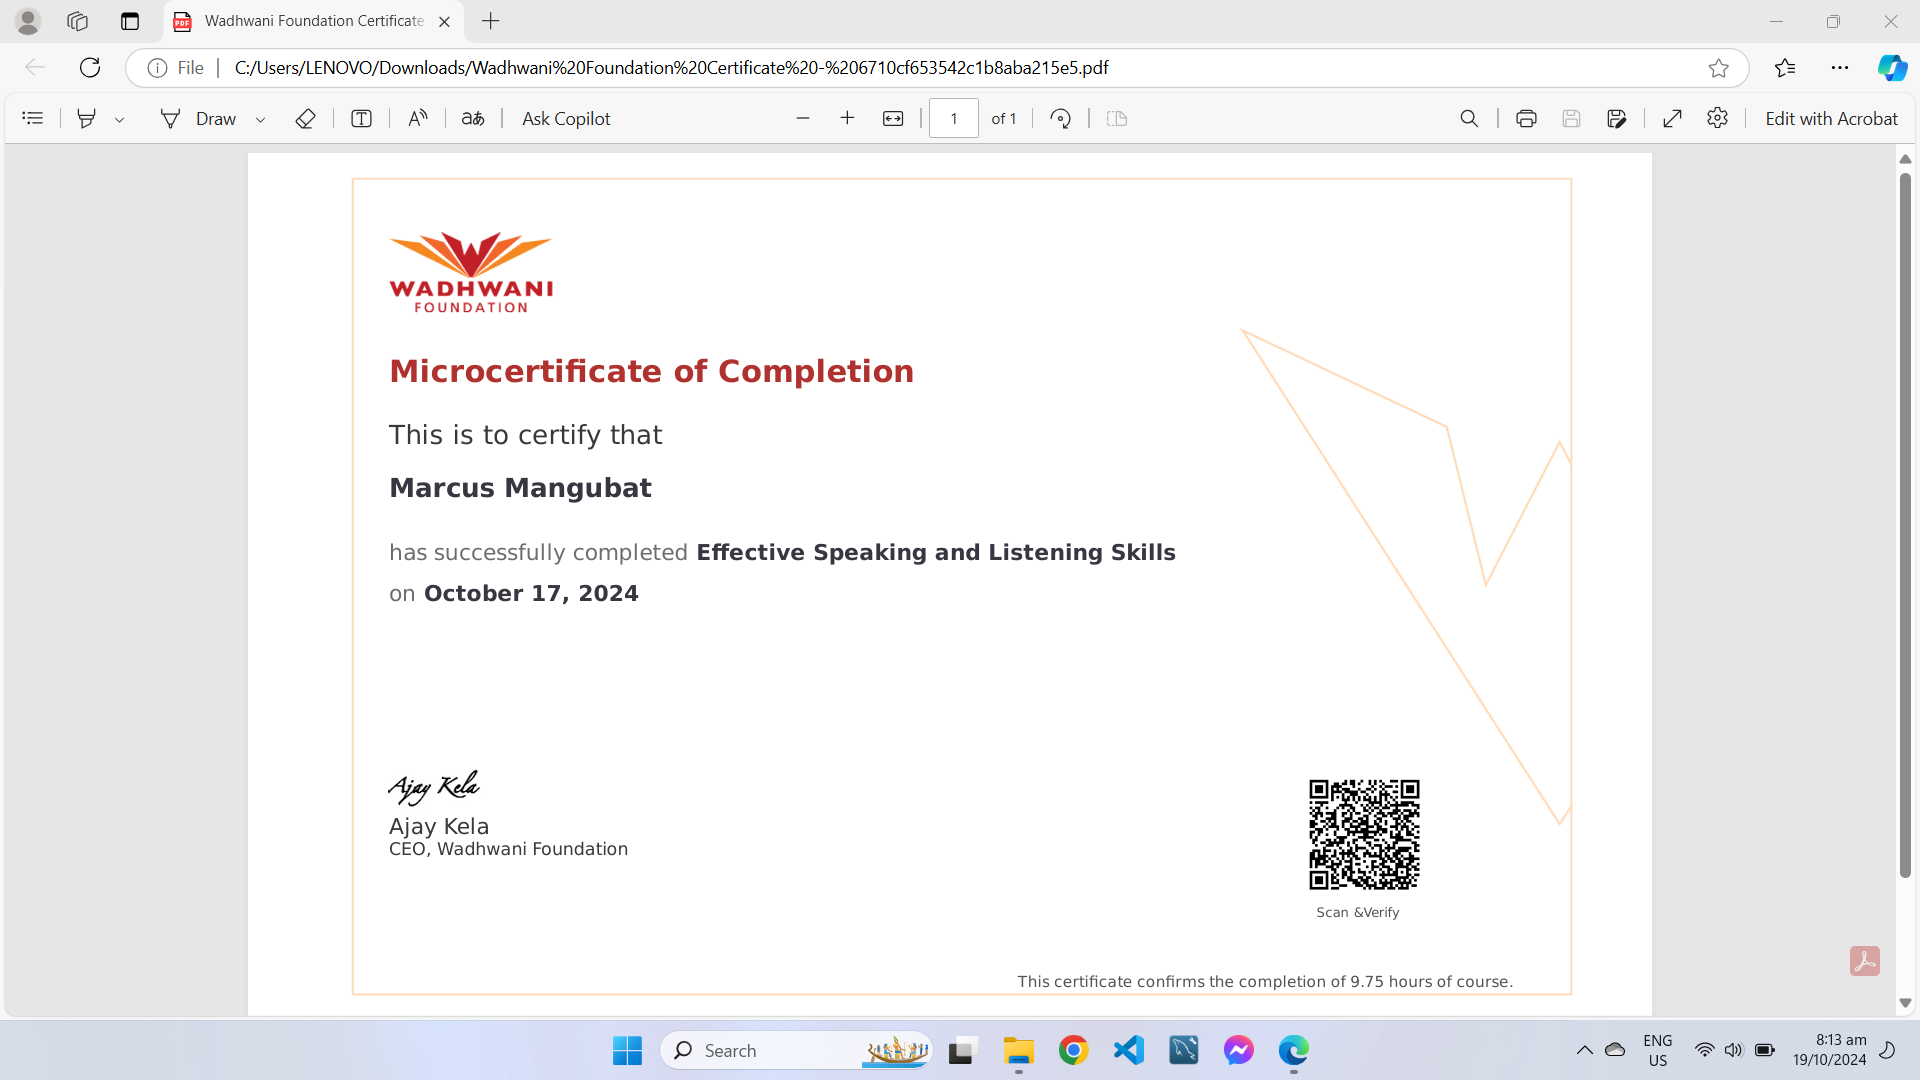 Wadhwani Foundation Certificate
File
C:/Users/LENOVO/Downloads/Wadhwani%20Foundation%20Certificate%20-%206710cf653542c1b8aba215e5.pdf
Draw
Ask Copilot
1 of 1
Edit with Acrobat
WADHWANI
FOUNDATION
Microcertificate of Completion
This is to certify that
Marcus Mangubat
has successfully completed Effective Speaking and Listening Skills
on October 17, 2024
Ajay Kela
Ajay Kela
CEO, Wadhwani Foundation
Scan &Verify
This certificate confirms the completion of 9.75 hours of course.
Search
ENG
US
8:13 am
19/10/2024